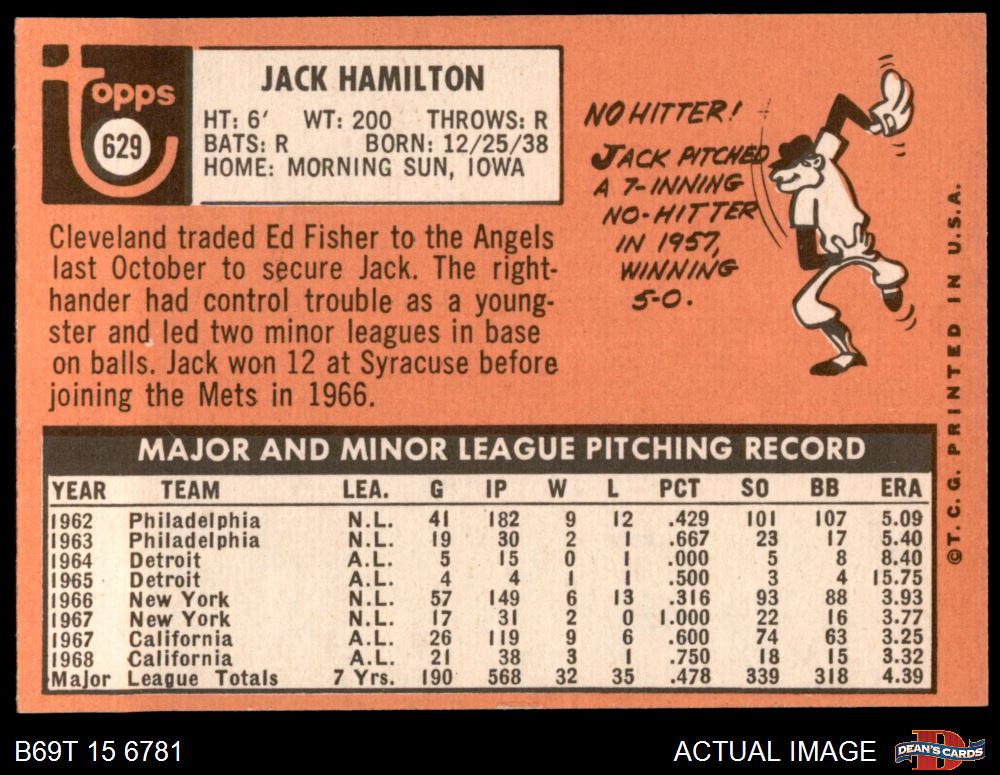 topps
629
JACK HAMILTON
HT: 6' WT: 200 THROWS: R
BATS: R BORN: 12/25/38
HOME: MORNING SUN, IOWA
Cleveland traded Ed Fisher to the Angels
last October to secure Jack. The right-
hander had control trouble as a young-
ster and led two minor leagues in base
on balls. Jack won 12 at Syracuse before
joining the Mets in 1966.
NO HITTER!
JACK PITCHED
A 7-INNING
NO-HITTER
IN 1957,
WINNING
5-0.
©T.C.G. PRINTED IN U.S.A.
MAJOR AND MINOR LEAGUE PITCHING RECORD
YEAR TEAM LEA. G IP W L PCT SO BB ERA
1962 Philadelphia N.L. 41 182 9 12 .429 101 107 5.09
1963 Philadelphia N.L. 19 30 2 1 .667 23 17 5.40
1964 Detroit A.L. 5 15 0 1 .000 5 8 8.40
1965 Detroit A.L. 4 4 1 1 .500 3 4 15.75
1966 New York N.L. 57 149 6 13 .316 93 88 3.93
1967 New York N.L. 17 31 2 0 1.000 22 16 3.77
1967 California A.L. 26 119 9 6 .600 74 63 3.25
1968 California A.L. 21 38 3 1 .750 18 15 3.32
Major League Totals 7 Yrs. 190 568 32 35 .478 339 318 4.39
B69T 15 6781
ACTUAL IMAGE
D
DEAN'S CARDS